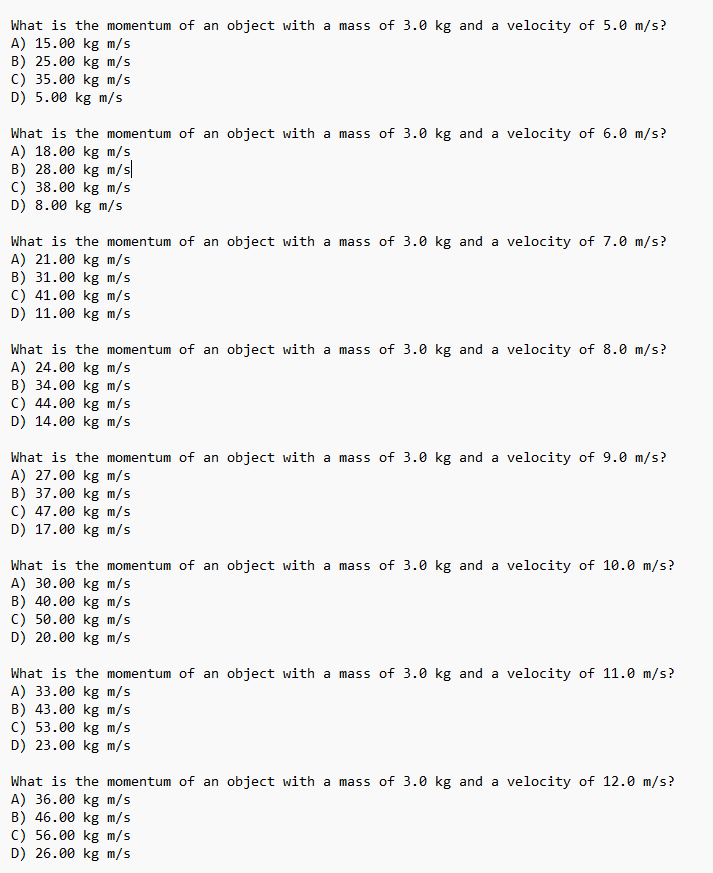 What is the momentum of an object with a mass of 3.0 kg and a velocity of 5.0 m/s?
A) 15.00 kg m/s
B) 25.00 kg m/s
C) 35.00 kg m/s
D) 5.00 kg m/s

What is the momentum of an object with a mass of 3.0 kg and a velocity of 6.0 m/s?
A) 18.00 kg m/s
B) 28.00 kg m/s
C) 38.00 kg m/s
D) 8.00 kg m/s

What is the momentum of an object with a mass of 3.0 kg and a velocity of 7.0 m/s?
A) 21.00 kg m/s
B) 31.00 kg m/s
C) 41.00 kg m/s
D) 11.00 kg m/s

What is the momentum of an object with a mass of 3.0 kg and a velocity of 8.0 m/s?
A) 24.00 kg m/s
B) 34.00 kg m/s
C) 44.00 kg m/s
D) 14.00 kg m/s

What is the momentum of an object with a mass of 3.0 kg and a velocity of 9.0 m/s?
A) 27.00 kg m/s
B) 37.00 kg m/s
C) 47.00 kg m/s
D) 17.00 kg m/s

What is the momentum of an object with a mass of 3.0 kg and a velocity of 10.0 m/s?
A) 30.00 kg m/s
B) 40.00 kg m/s
C) 50.00 kg m/s
D) 20.00 kg m/s

What is the momentum of an object with a mass of 3.0 kg and a velocity of 11.0 m/s?
A) 33.00 kg m/s
B) 43.00 kg m/s
C) 53.00 kg m/s
D) 23.00 kg m/s

What is the momentum of an object with a mass of 3.0 kg and a velocity of 12.0 m/s?
A) 36.00 kg m/s
B) 46.00 kg m/s
C) 56.00 kg m/s
D) 26.00 kg m/s